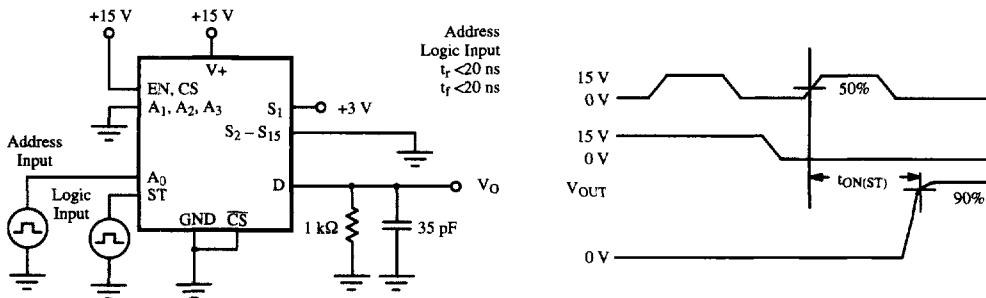 +15 V
+15 V
V+
EN, CS
A1, A2, A3
S1
+3 V
S2 – S15
Address
Input
A0
ST
Logic
Input
D
VO
GND
CS
1 kΩ
35 pF
Address
Logic Input
tr <20 ns
tf <20 ns
15 V
0 V
50%
15 V
0 V
VOUT
tON(ST)
90%
0 V